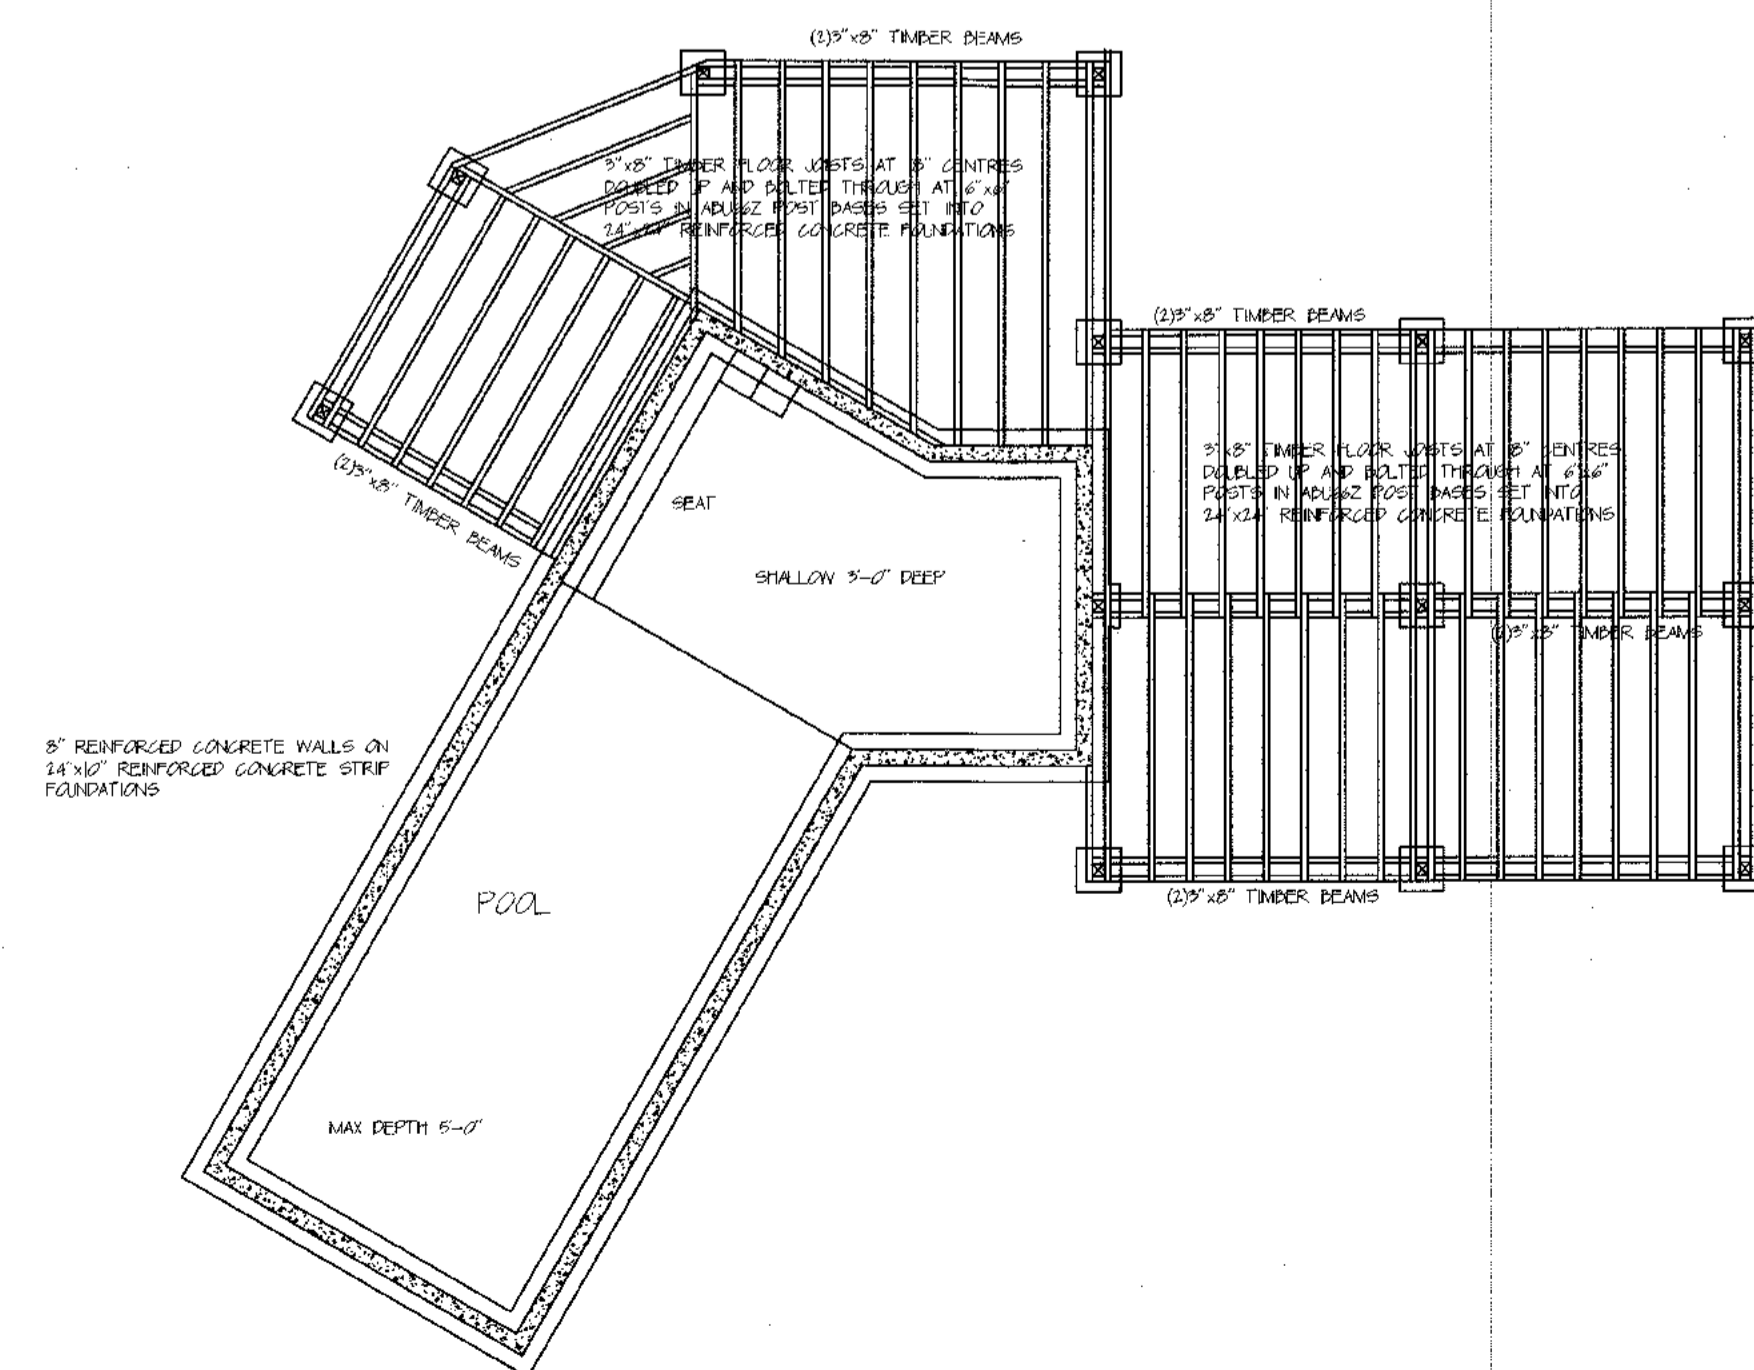 (2)3"x8" TIMBER BEAMS
3"x8" TIMBER FLOOR JOISTS AT 18" CENTRES
DOUBLED UP AND BOLTED THROUGH AT 6"x6"
POSTS IN ABU66Z POST BASES SET INTO
24"x24" REINFORCED CONCRETE FOUNDATIONS
(2)3"x8" TIMBER BEAMS
3"x8" TIMBER FLOOR JOISTS AT 18" CENTRES
DOUBLED UP AND BOLTED THROUGH AT 6"x6"
POSTS IN ABU66Z POST BASES SET INTO
24"x24" REINFORCED CONCRETE FOUNDATIONS
(2)3"x8" TIMBER BEAMS
SEAT
SHALLOW 3'-0" DEEP
(2)3"x8" TIMBER BEAMS
8" REINFORCED CONCRETE WALLS ON
24"x10" REINFORCED CONCRETE STRIP
FOUNDATIONS
POOL
(2)3"x8" TIMBER BEAMS
MAX DEPTH 5'-0"